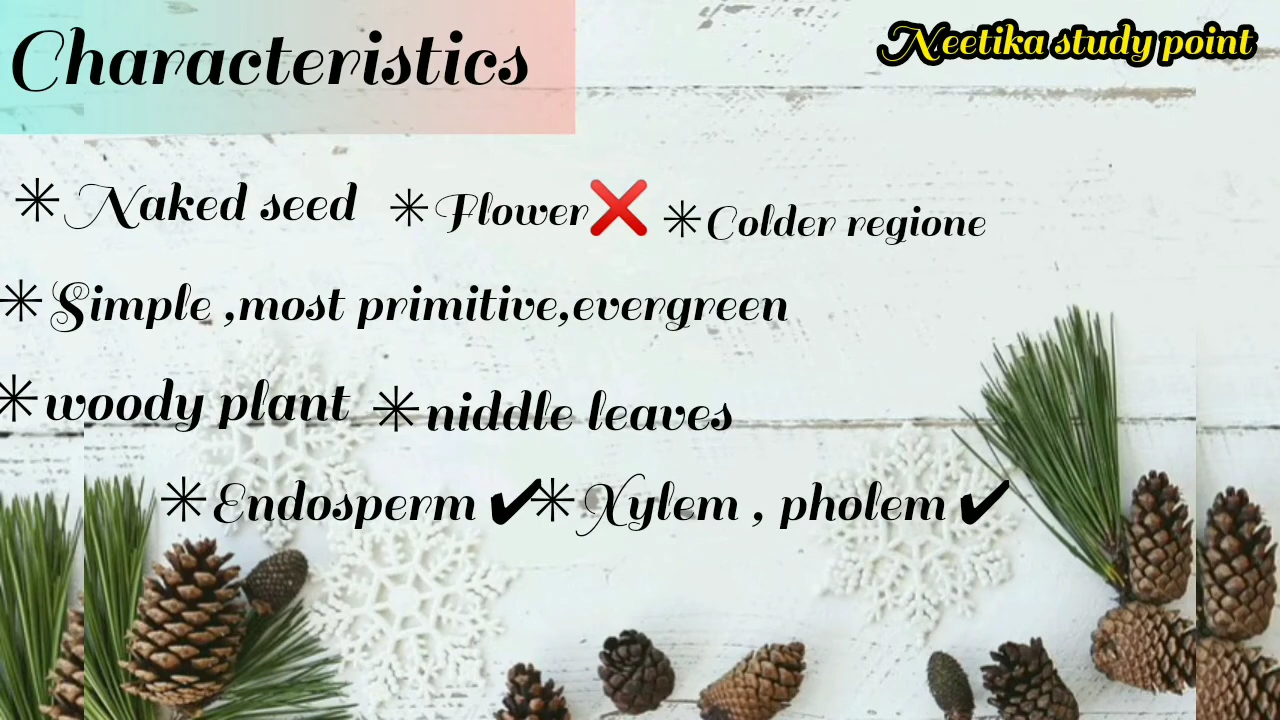 Characteristics
Neetika study point
✳Naked seed ✳Flower❌ ✳Colder regione
✳Simple ,most primitive,evergreen
✳woody plant ✳niddle leaves
✳Endosperm ✔✳Xylem , pholem ✔